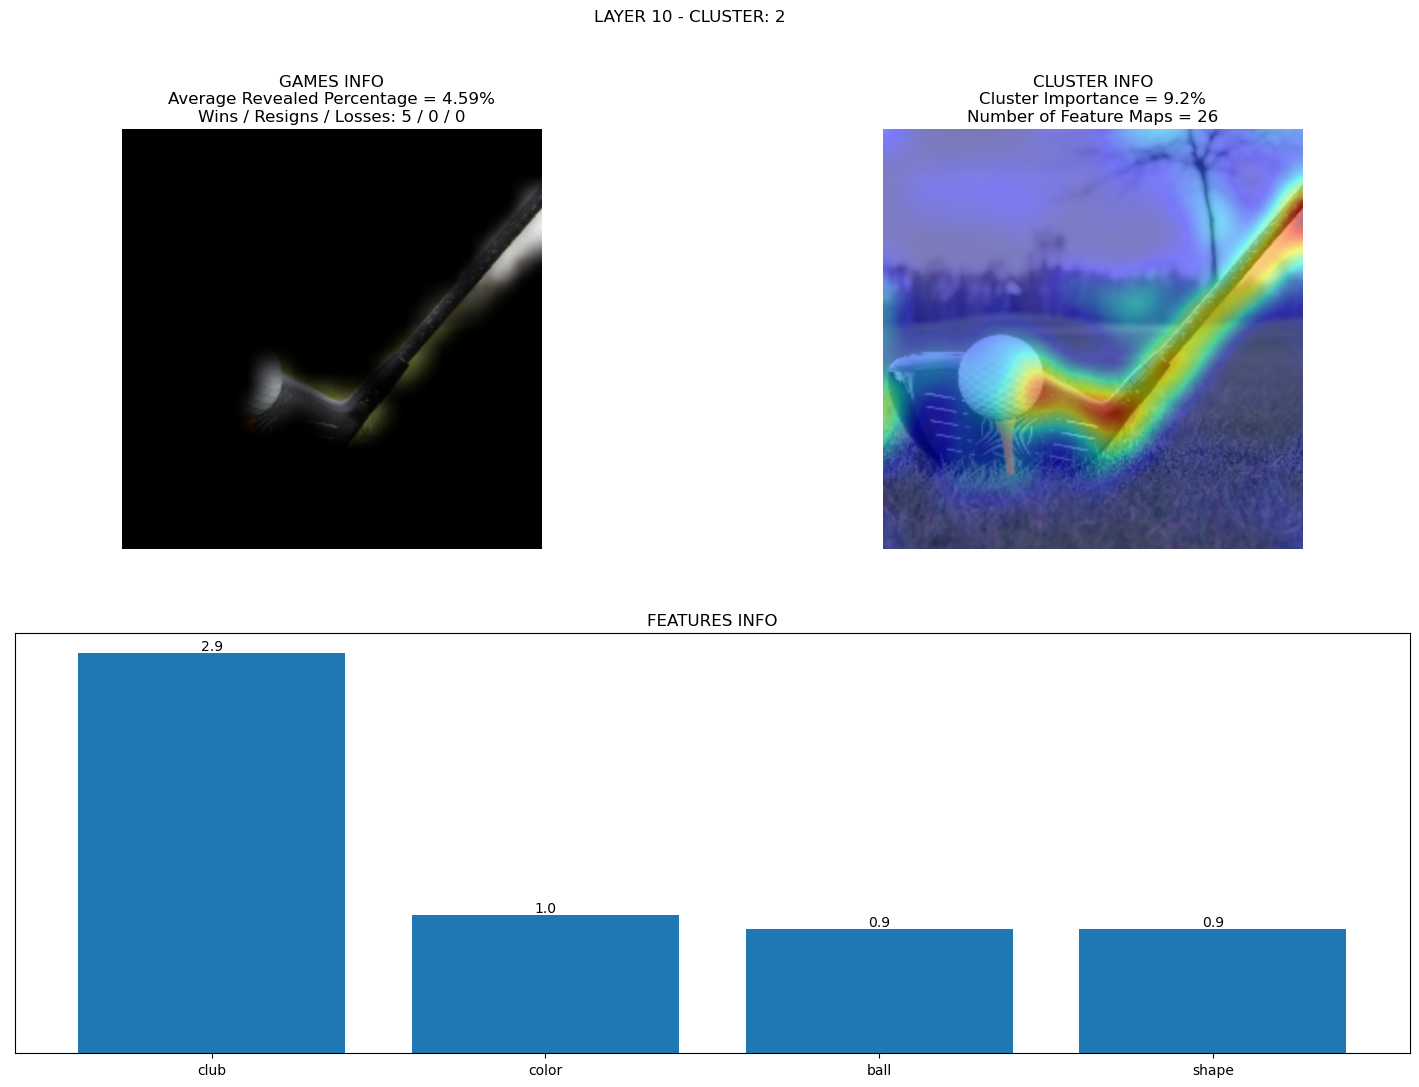 LAYER 10 - CLUSTER: 2
GAMES INFO
Average Revealed Percentage = 4.59%
Wins / Resigns / Losses: 5 / 0 / 0
CLUSTER INFO
Cluster Importance = 9.2%
Number of Feature Maps = 26
FEATURES INFO
2.9
1.0
0.9
0.9
club
color
ball
shape